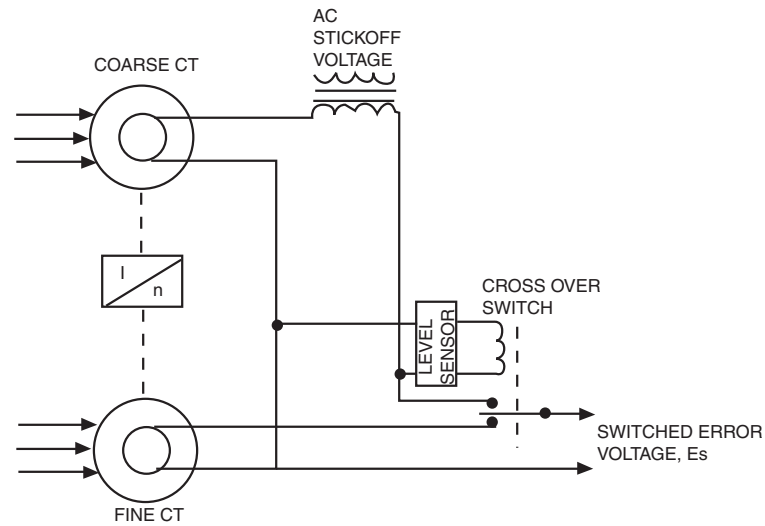 AC
STICKOFF
VOLTAGE
COARSE CT
l
n
CROSS OVER
SWITCH
LEVEL
SENSOR
SWITCHED ERROR
VOLTAGE, Es
FINE CT